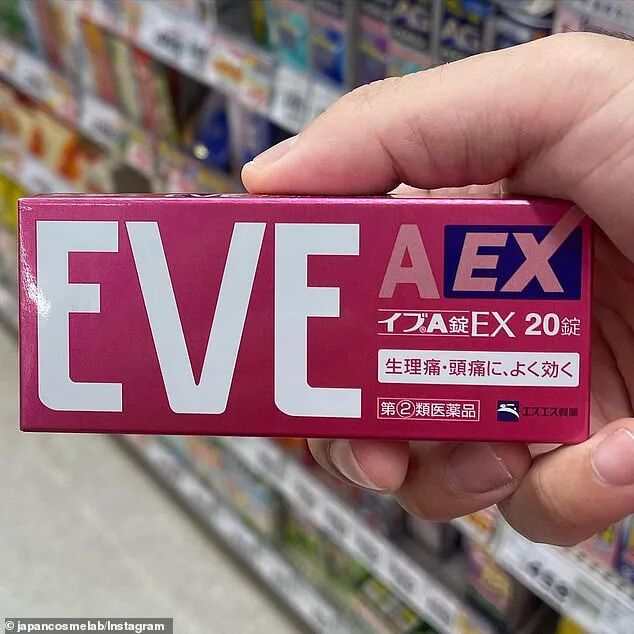 EVE
A EX
イブA錠EX 20錠
生理痛・頭痛に、よく効く
第②類医薬品
エスエス製薬
© japancosmelab/Instagram